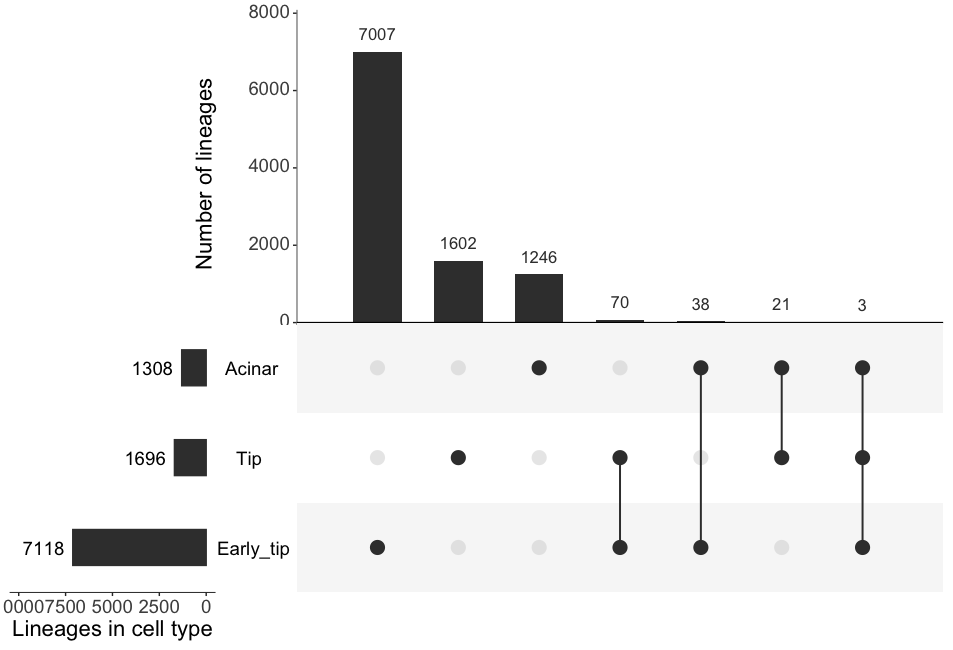 8000
7007
6000
Number of lineages
4000
2000
1602
1246
70
38
21
3
0
1308 Acinar
1696 Tip
7118 Early_tip
00007500 5000 2500 0
Lineages in cell type